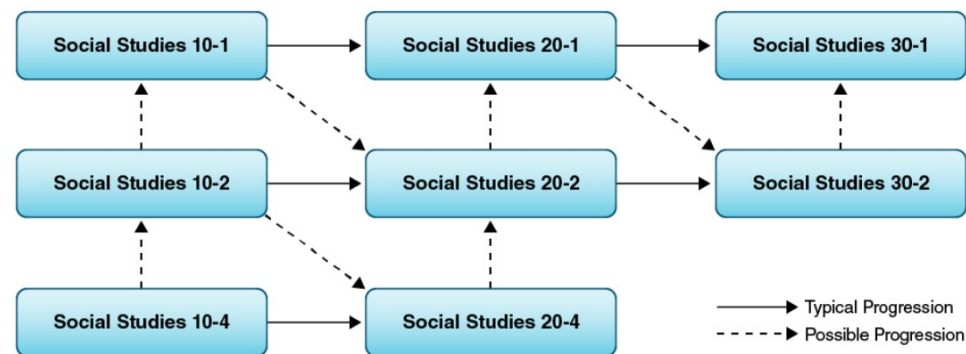 Social Studies 10-1
Social Studies 20-1
Social Studies 30-1
Social Studies 10-2
Social Studies 20-2
Social Studies 30-2
Social Studies 10-4
Social Studies 20-4
Typical Progression
Possible Progression